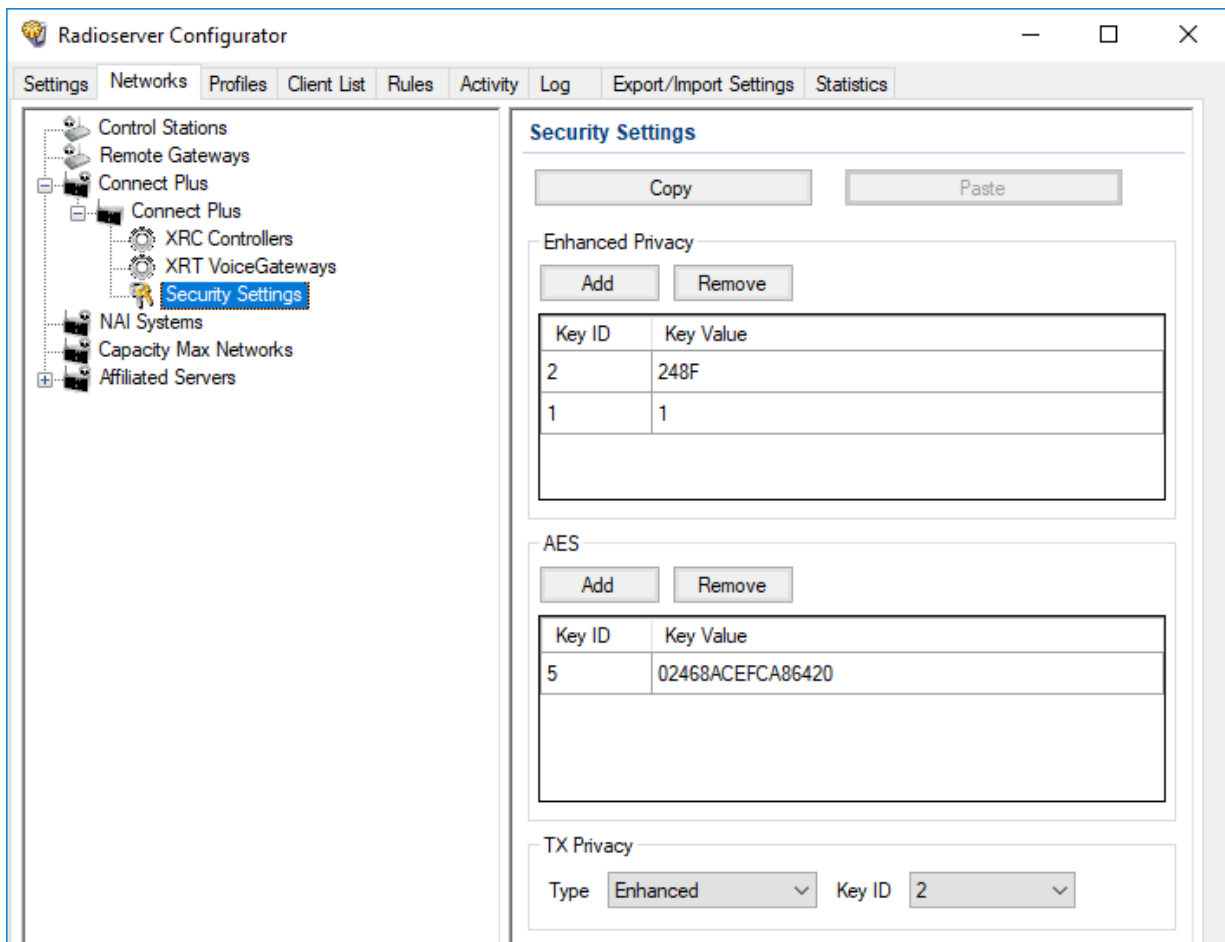 Radioserver Configurator
Settings Networks Profiles Client List Rules Activity Log Export/Import Settings Statistics
Control Stations
Remote Gateways
Connect Plus
Connect Plus
XRC Controllers
XRT VoiceGateways
Security Settings
NAI Systems
Capacity Max Networks
Affiliated Servers
Security Settings
Copy Paste
Enhanced Privacy
Add Remove
Key ID Key Value
2 248F
1 1
AES
Add Remove
Key ID Key Value
5 02468ACEFCA86420
TX Privacy
Type Enhanced Key ID 2